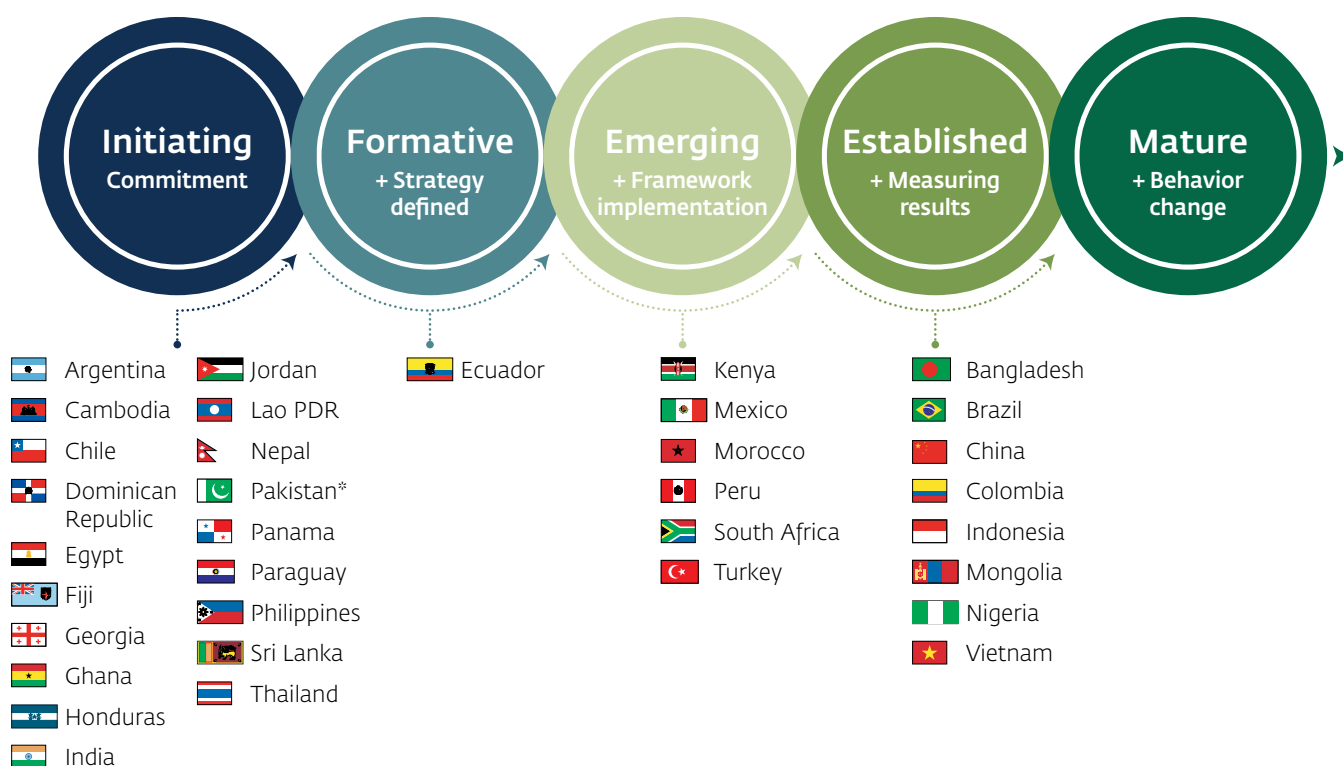 Initiating
Commitment
Formative
+ Strategy
defined
Emerging
+ Framework
implementation
Established
+ Measuring
results
Mature
+ Behavior
change
Argentina
Cambodia
Chile
Dominican
Republic
Egypt
Fiji
Georgia
Ghana
Honduras
India
Jordan
Lao PDR
Nepal
Pakistan*
Panama
Paraguay
Philippines
Sri Lanka
Thailand
Ecuador
Kenya
Mexico
Morocco
Peru
South Africa
Turkey
Bangladesh
Brazil
China
Colombia
Indonesia
Mongolia
Nigeria
Vietnam